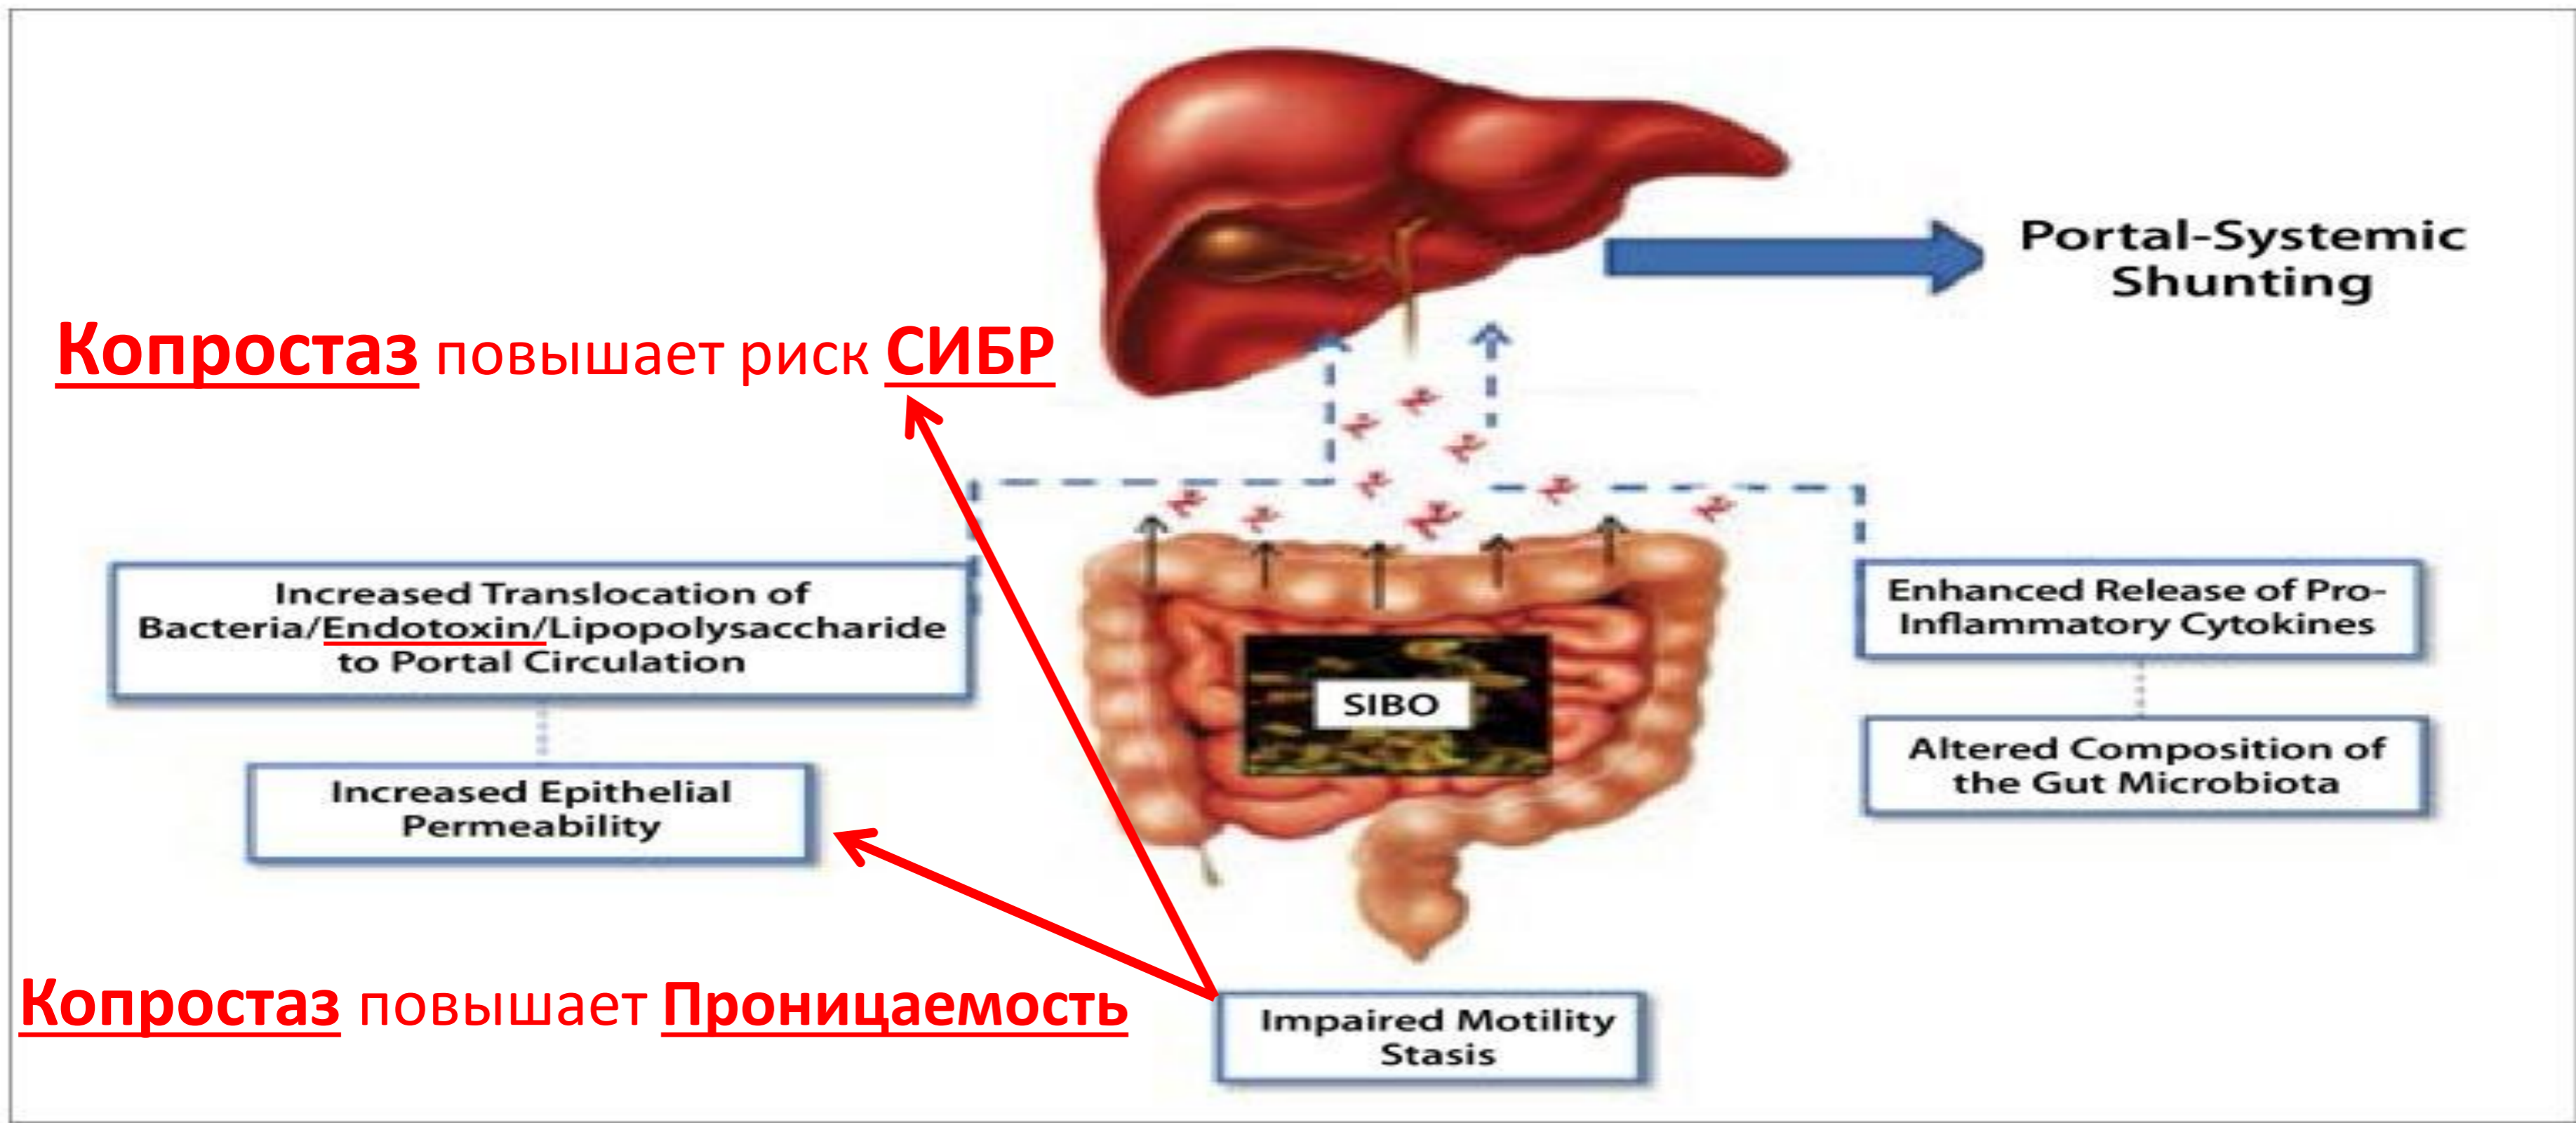 Portal-Systemic
Shunting
Копростаз повышает риск СИБР
Increased Translocation of
Bacteria/Endotoxin/Lipopolysaccharide
to Portal Circulation
Enhanced Release of Pro-
Inflammatory Cytokines
SIBO
Altered Composition of
the Gut Microbiota
Increased Epithelial
Permeability
Копростаз повышает Проницаемость
Impaired Motility
Stasis